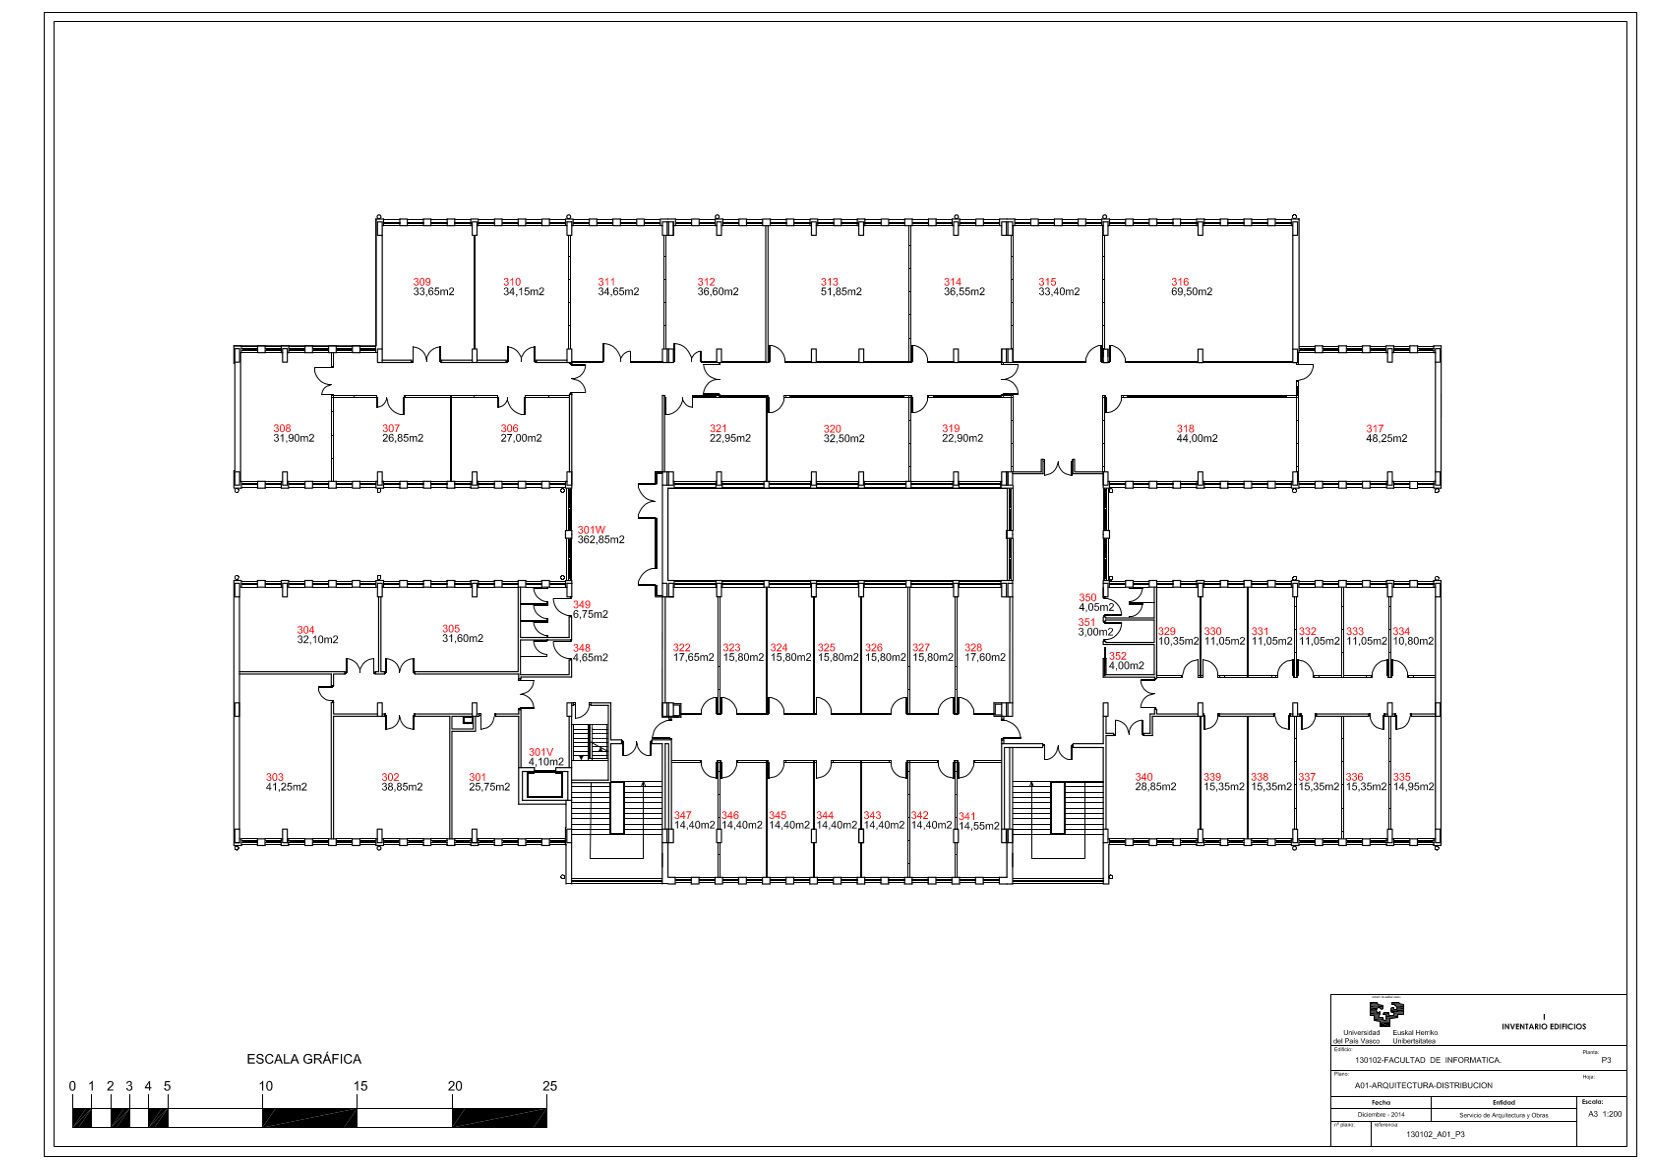 309
33,65m2
310
34,15m2
311
34,65m2
312
36,60m2
313
51,85m2
314
36,55m2
315
33,40m2
316
69,50m2
308
31,90m2
307
26,85m2
306
27,00m2
321
22,95m2
320
32,50m2
319
22,90m2
318
44,00m2
317
48,25m2
301W
362,85m2
304
32,10m2
305
31,60m2
349
6,75m2
348
4,65m2
322
17,65m2
323
15,80m2
324
15,80m2
325
15,80m2
326
15,80m2
327
15,80m2
328
17,60m2
350
4,05m2
351
3,00m2
352
4,00m2
329
10,35m2
330
11,05m2
331
11,05m2
332
11,05m2
333
11,05m2
334
10,80m2
303
41,25m2
302
38,85m2
301
25,75m2
301V
4,10m2
347
14,40m2
346
14,40m2
345
14,40m2
344
14,40m2
343
14,40m2
342
14,40m2
341
14,55m2
340
28,85m2
339
15,35m2
338
15,35m2
337
15,35m2
336
15,35m2
335
14,95m2
ESCALA GRÁFICA
0 1 2 3 4 5 10 15 20 25
Universidad del País Vasco
Euskal Herriko Unibertsitatea
I
INVENTARIO EDIFICIOS
Edificio:
130102-FACULTAD DE INFORMATICA.
Planta:
P3
Plano:
A01-ARQUITECTURA-DISTRIBUCION
Hoja:
Fecha
Entidad
Escala:
Diciembre - 2014
Servicio de Arquitectura y Obras
A3 1:200
nº plano:
referencia:
130102_A01_P3